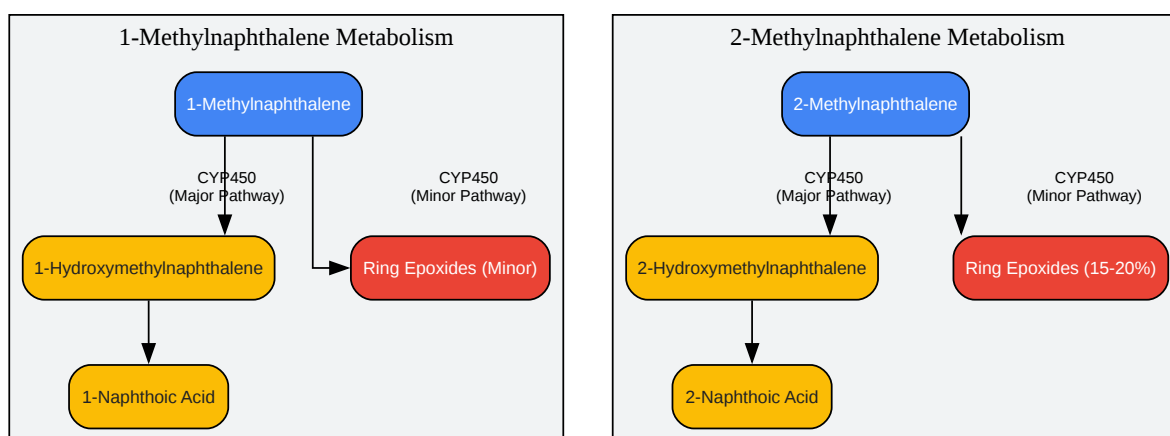 1-Methylnaphthalene Metabolism
1-Methylnaphthalene
CYP450
(Major Pathway)
CYP450
(Minor Pathway)
1-Hydroxymethylnaphthalene
Ring Epoxides (Minor)
1-Naphthoic Acid
2-Methylnaphthalene Metabolism
2-Methylnaphthalene
CYP450
(Major Pathway)
CYP450
(Minor Pathway)
2-Hydroxymethylnaphthalene
Ring Epoxides (15-20%)
2-Naphthoic Acid